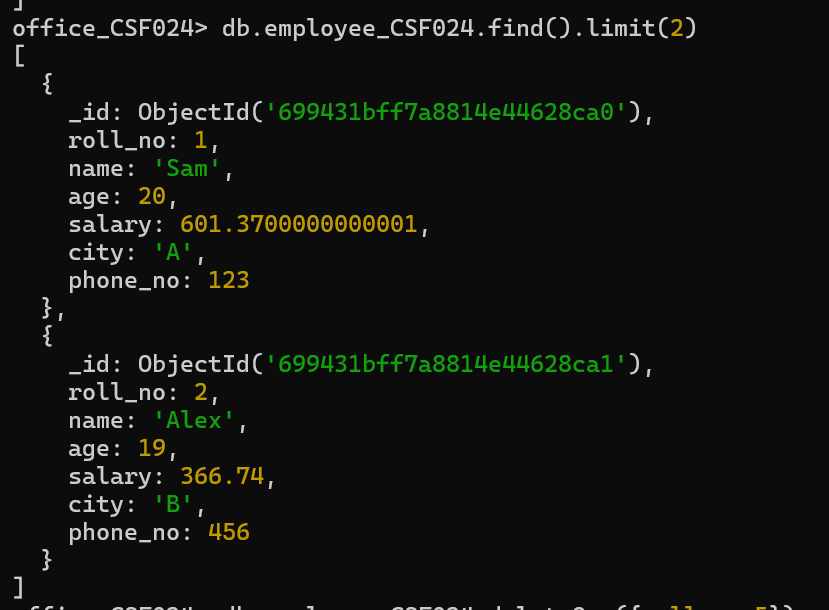 ]
office_CSF024> db.employee_CSF024.find().limit(2)
[
  {
    _id: ObjectId('699431bff7a8814e44628ca0'),
    roll_no: 1,
    name: 'Sam',
    age: 20,
    salary: 601.3700000000001,
    city: 'A',
    phone_no: 123
  },
  {
    _id: ObjectId('699431bff7a8814e44628ca1'),
    roll_no: 2,
    name: 'Alex',
    age: 19,
    salary: 366.74,
    city: 'B',
    phone_no: 456
  }
]